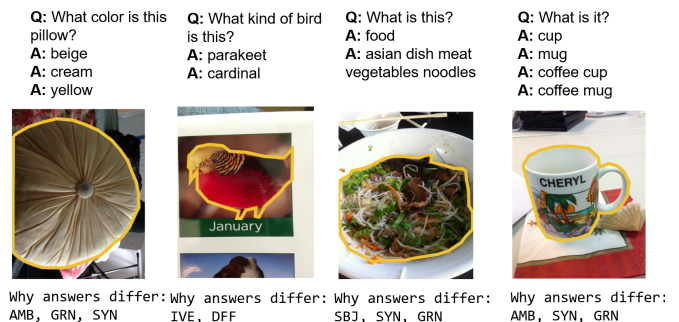 Q: What color is this
pillow?
A: beige
A: cream
A: yellow
Q: What kind of bird
is this?
A: parakeet
A: cardinal
Q: What is this?
A: food
A: asian dish meat
vegetables noodles
Q: What is it?
A: cup
A: mug
A: coffee cup
A: coffee mug
January
CHERYL
Why answers differ:
AMB, GRN, SYN
Why answers differ:
IVE, DFF
Why answers differ:
SBJ, SYN, GRN
Why answers differ:
AMB, SYN, GRN